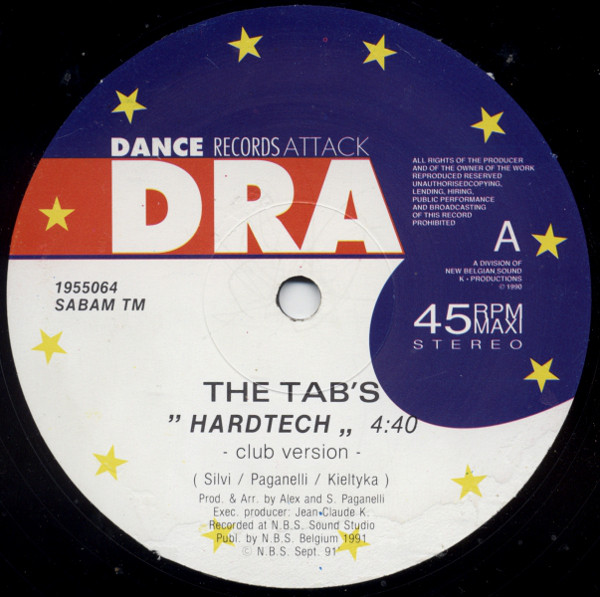 DANCE RECORDS ATTACK
DRA
ALL RIGHTS OF THE PRODUCER
AND OF THE OWNER OF THE WORK
REPRODUCED RESERVED
UNAUTHORISEDCOPYING,
LENDING, HIRING,
PUBLIC PERFORMANCE
AND BROADCASTING
OF THIS RECORD
PROHIBITED
A
A DIVISION OF
NEW BELGIAN SOUND
K - PRODUCTIONS
© 1990
1955064
SABAM TM
45 RPM
MAXI
STEREO
THE TAB'S
” HARDTECH „ 4:40
- club version -
( Silvi / Paganelli / Kieltyka )
Prod. & Arr. by Alex and S. Paganelli
Exec. producer: Jean-Claude K.
Recorded at N.B.S. Sound Studio
Publ. by N.B.S. Belgium 1991
© N.B.S. Sept. 91'